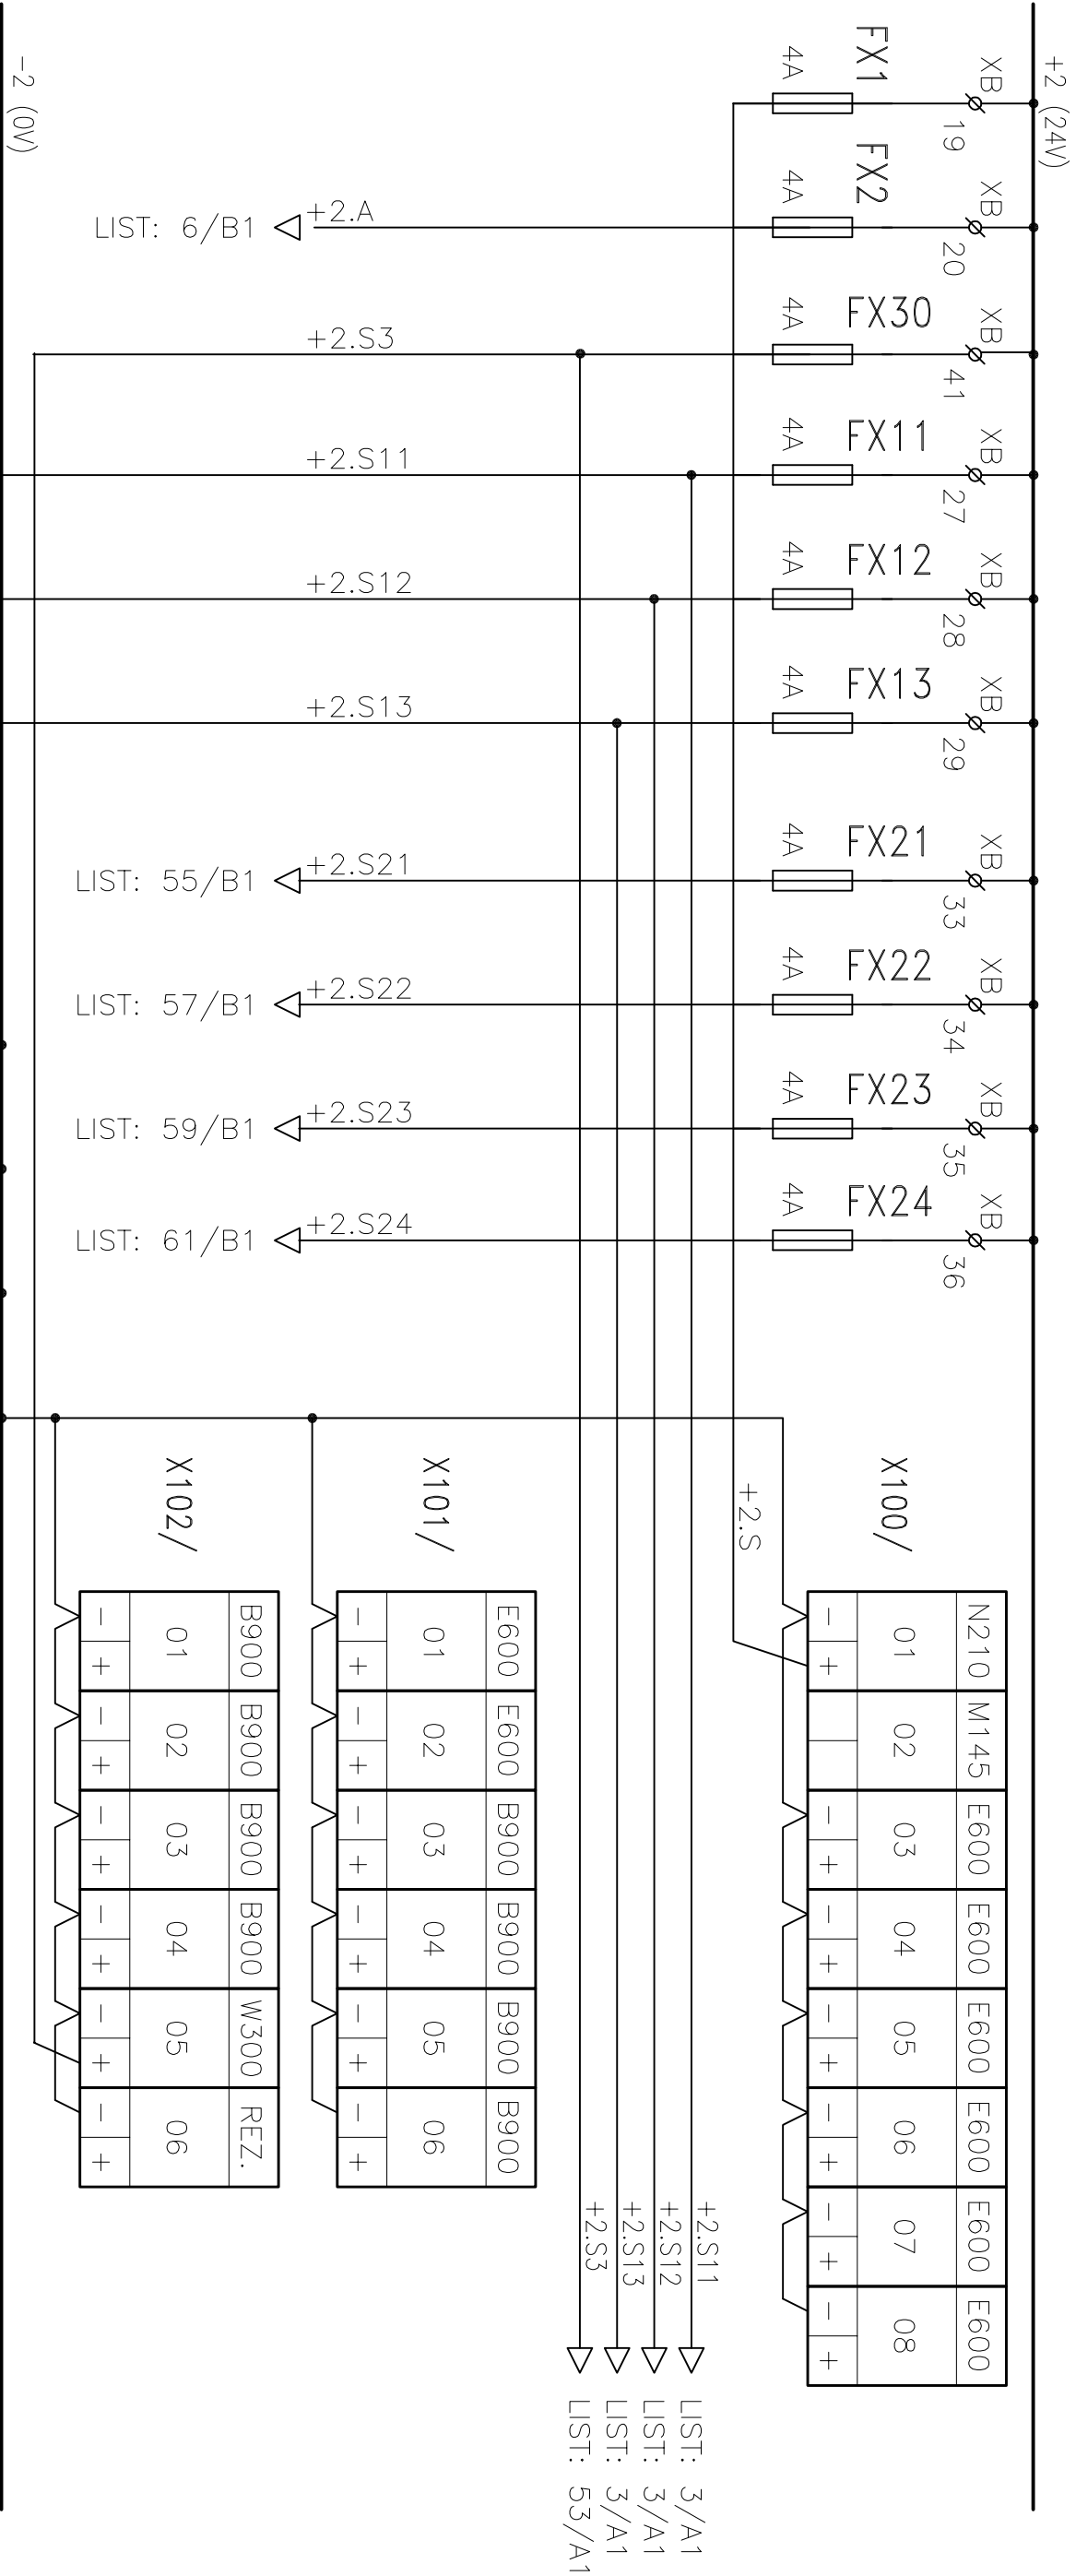 +2 (24V)
XB
19
FX1
4A
XB
20
FX2
4A
+2.A
LIST: 6/B1
XB
41
FX30
4A
+2.S3
XB
27
FX11
4A
+2.S11
XB
28
FX12
4A
+2.S12
XB
29
FX13
4A
+2.S13
XB
33
FX21
4A
+2.S21
LIST: 55/B1
XB
34
FX22
4A
+2.S22
LIST: 57/B1
XB
35
FX23
4A
+2.S23
LIST: 59/B1
XB
36
FX24
4A
+2.S24
LIST: 61/B1
-2 (0V)
X100/
N210 M145 E600 E600 E600 E600 E600 E600
01 02 03 04 05 06 07 08
- + - + - + - + - + - + - +
+2.S
+2.S11 LIST: 3/A1
+2.S12 LIST: 3/A1
+2.S13 LIST: 3/A1
+2.S3 LIST: 53/A1
X101/
E600 E600 B900 B900 B900 B900
01 02 03 04 05 06
- + - + - + - + - + - +
X102/
B900 B900 B900 B900 W300 REZ.
01 02 03 04 05 06
- + - + - + - + - + - +